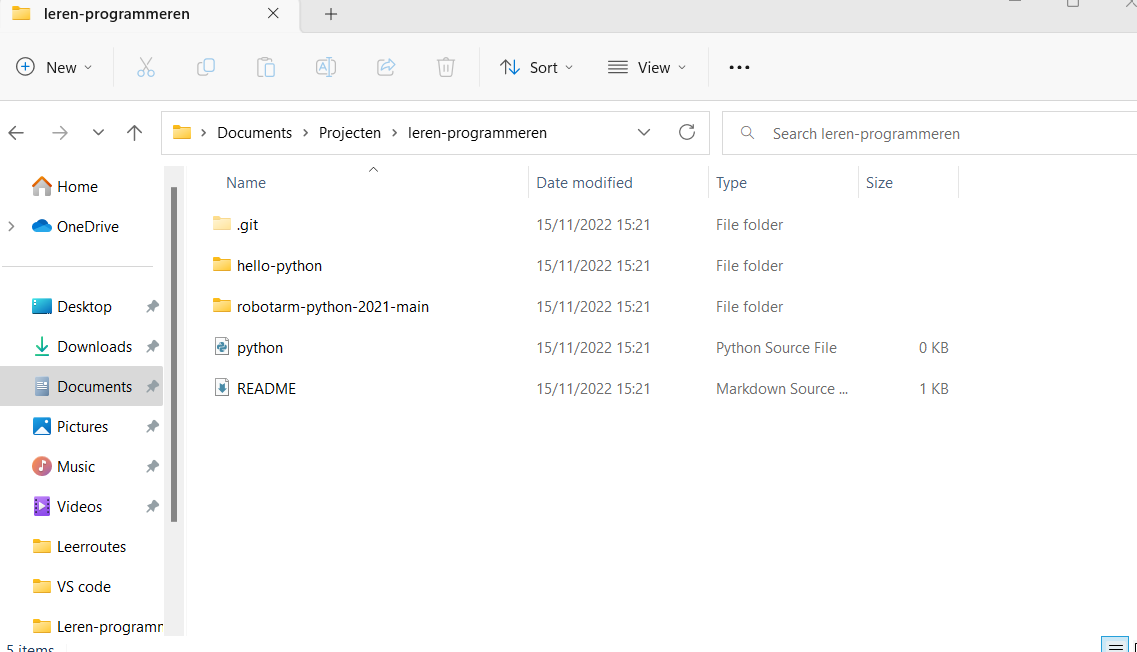 leren-programmeren
New
Sort
View
Documents > Projecten > leren-programmeren
Search leren-programmeren
Home
OneDrive
Desktop
Downloads
Documents
Pictures
Music
Videos
Leerroutes
VS code
Leren-programm
Name Date modified Type Size
.git 15/11/2022 15:21 File folder
hello-python 15/11/2022 15:21 File folder
robotarm-python-2021-main 15/11/2022 15:21 File folder
python 15/11/2022 15:21 Python Source File 0 KB
README 15/11/2022 15:21 Markdown Source ... 1 KB
5 items